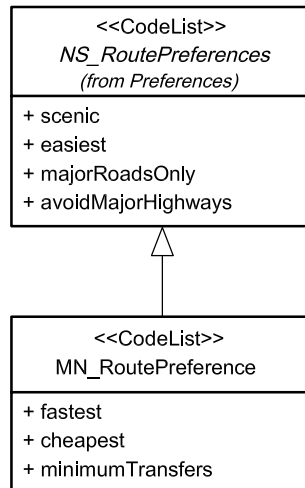 <<CodeList>>
NS_RoutePreferences
(from Preferences)
+ scenic
+ easiest
+ majorRoadsOnly
+ avoidMajorHighways
<<CodeList>>
MN_RoutePreference
+ fastest
+ cheapest
+ minimumTransfers